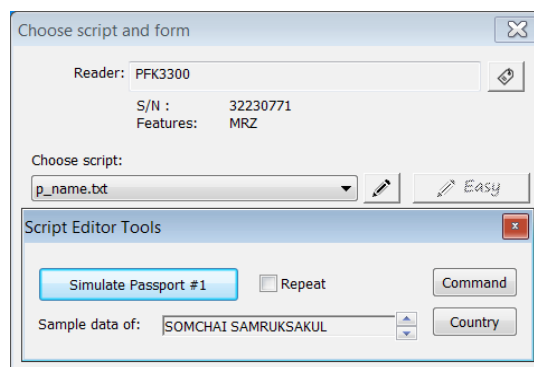 Choose script and form
Reader: PFK3300
S/N : 32230771
Features: MRZ
Choose script:
p_name.txt
Easy
Script Editor Tools
Simulate Passport #1
Repeat
Command
Sample data of: SOMCHAI SAMRUKSAKUL
Country